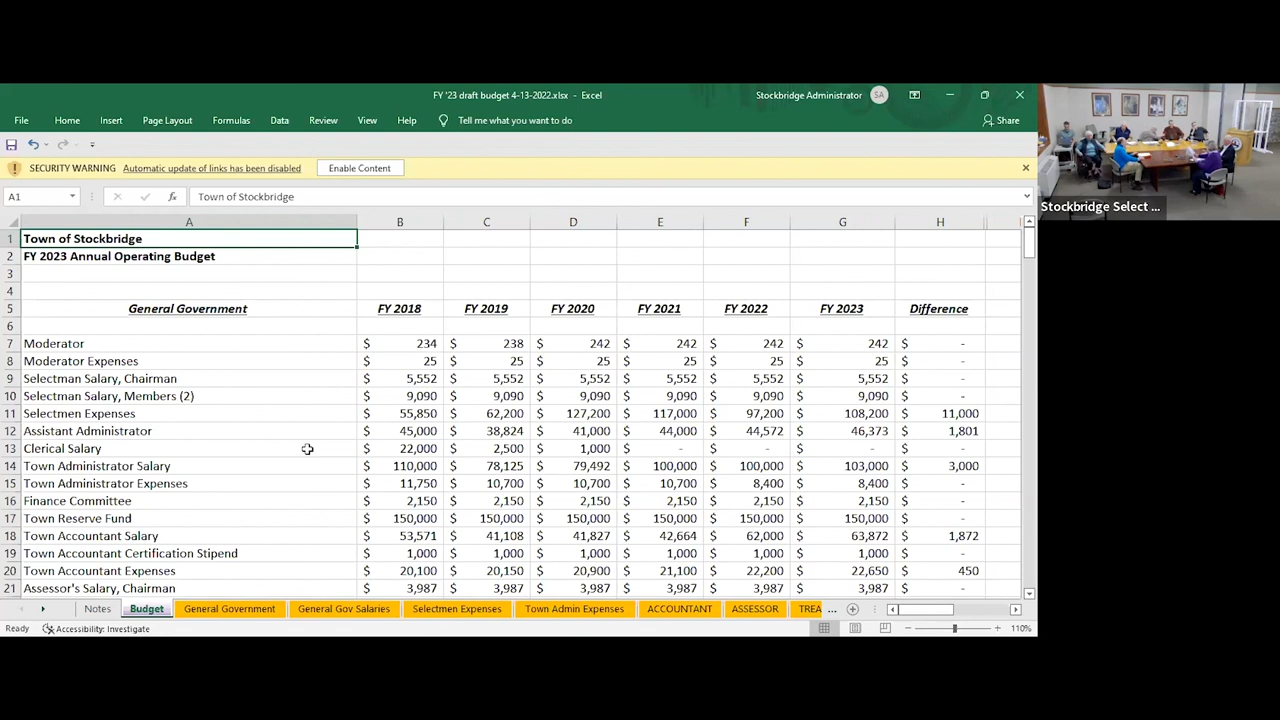 FY '23 draft budget 4-13-2022.xlsx - Excel
Stockbridge Administrator SA
File Home Insert Page Layout Formulas Data Review View Help Tell me what you want to do Share
SECURITY WARNING Automatic update of links has been disabled Enable Content
A1 fx Town of Stockbridge
Stockbridge Select ...
A B C D E F G H
1 Town of Stockbridge
2 FY 2023 Annual Operating Budget
3
4
5 General Government FY 2018 FY 2019 FY 2020 FY 2021 FY 2022 FY 2023 Difference
6
7 Moderator $ 234 $ 238 $ 242 $ 242 $ 242 $ 242 $ -
8 Moderator Expenses $ 25 $ 25 $ 25 $ 25 $ 25 $ 25 $ -
9 Selectman Salary, Chairman $ 5,552 $ 5,552 $ 5,552 $ 5,552 $ 5,552 $ 5,552 $ -
10 Selectman Salary, Members (2) $ 9,090 $ 9,090 $ 9,090 $ 9,090 $ 9,090 $ 9,090 $ -
11 Selectmen Expenses $ 55,850 $ 62,200 $ 127,200 $ 117,000 $ 97,200 $ 108,200 $ 11,000
12 Assistant Administrator $ 45,000 $ 38,824 $ 41,000 $ 44,000 $ 44,572 $ 46,373 $ 1,801
13 Clerical Salary $ 22,000 $ 2,500 $ 1,000 $ - $ - $ - $ -
14 Town Administrator Salary $ 110,000 $ 78,125 $ 79,492 $ 100,000 $ 100,000 $ 103,000 $ 3,000
15 Town Administrator Expenses $ 11,750 $ 10,700 $ 10,700 $ 10,700 $ 8,400 $ 8,400 $ -
16 Finance Committee $ 2,150 $ 2,150 $ 2,150 $ 2,150 $ 2,150 $ 2,150 $ -
17 Town Reserve Fund $ 150,000 $ 150,000 $ 150,000 $ 150,000 $ 150,000 $ 150,000 $ -
18 Town Accountant Salary $ 53,571 $ 41,108 $ 41,827 $ 42,664 $ 62,000 $ 63,872 $ 1,872
19 Town Accountant Certification Stipend $ 1,000 $ 1,000 $ 1,000 $ 1,000 $ 1,000 $ 1,000 $ -
20 Town Accountant Expenses $ 20,100 $ 20,150 $ 20,900 $ 21,100 $ 22,200 $ 22,650 $ 450
21 Assessor's Salary, Chairman $ 3,987 $ 3,987 $ 3,987 $ 3,987 $ 3,987 $ 3,987 $ -
Notes Budget General Government General Gov Salaries Selectmen Expenses Town Admin Expenses ACCOUNTANT ASSESSOR TREA ...
Ready Accessibility: Investigate 110%